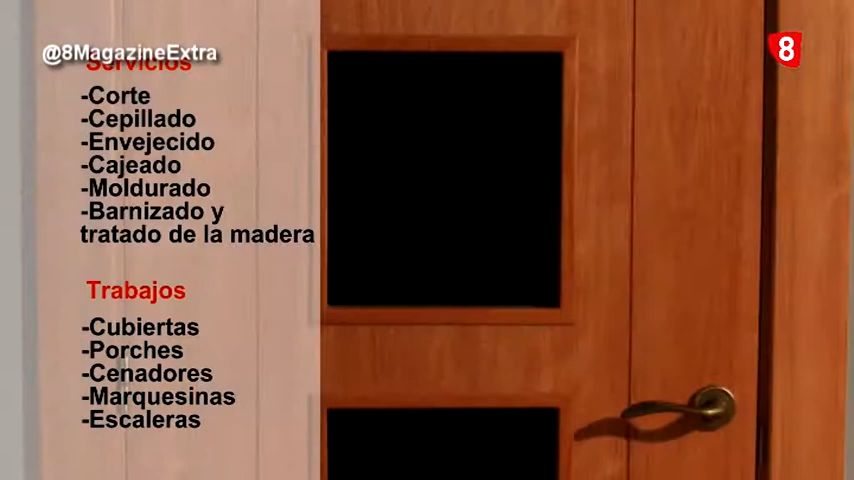 @8MagazineExtra
8
Servicios
-Corte
-Cepillado
-Envejecido
-Cajeado
-Moldurado
-Barnizado y
tratado de la madera
Trabajos
-Cubiertas
-Porches
-Cenadores
-Marquesinas
-Escaleras